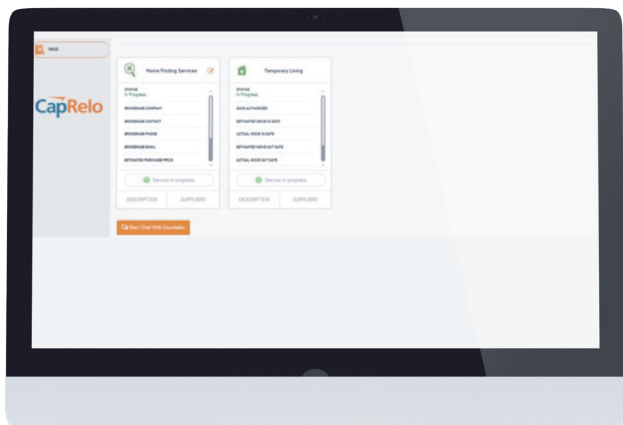 CapRelo
Home Finding Services
STATUS
In Progress
BROKERAGE COMPANY
BROKERAGE CONTACT
BROKERAGE PHONE
BROKERAGE EMAIL
ESTIMATED PURCHASE PRICE
Service in progress
DESCRIPTION SUPPLIERS
Temporary Living
STATUS
In Progress
DAYS AUTHORIZED
ESTIMATED MOVE IN DATE
ACTUAL MOVE IN DATE
ESTIMATED MOVE OUT DATE
ACTUAL MOVE OUT DATE
Service in progress
DESCRIPTION SUPPLIERS
Start Chat With Counselor